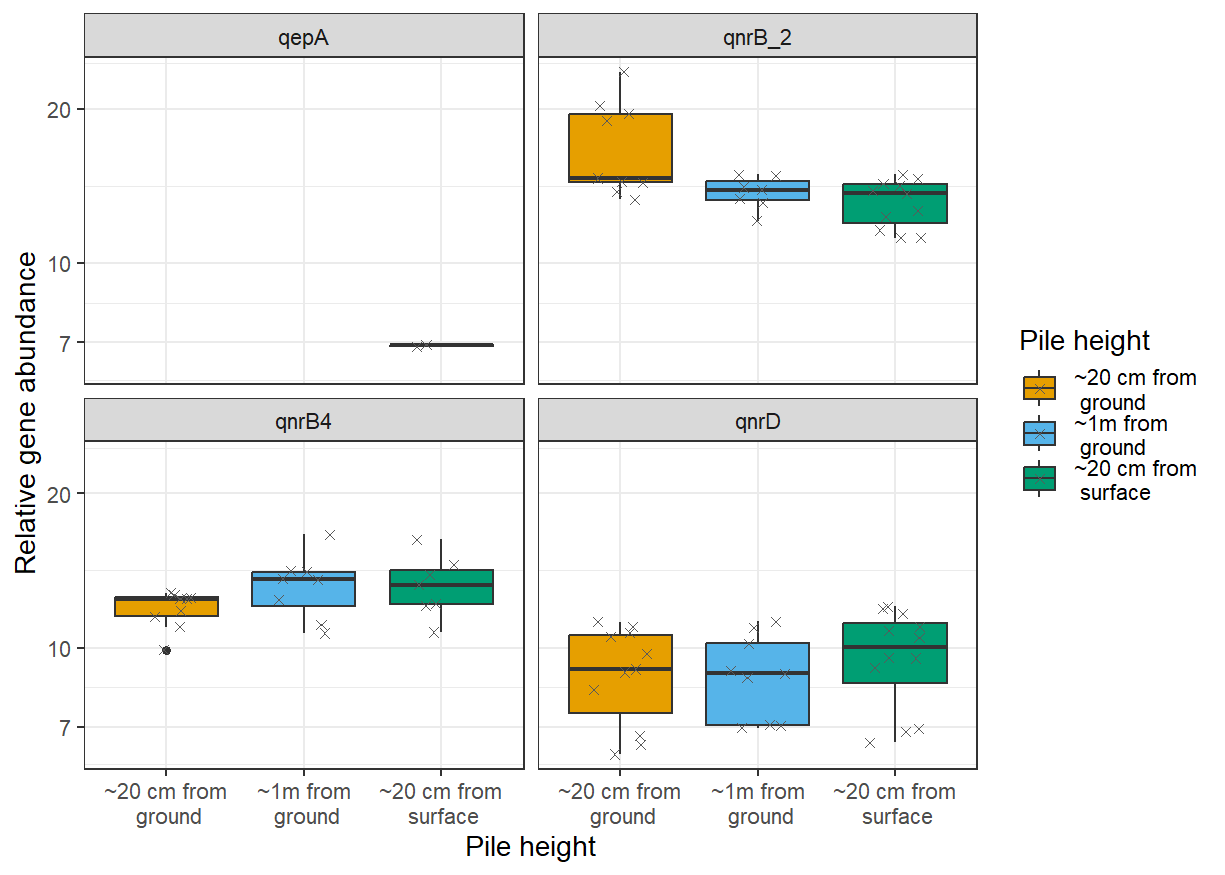 qepA
qnrB_2
20
10
7
qnrB4
qnrD
20
10
7
Relative gene abundance
~20 cm from
ground
~1m from
ground
~20 cm from
surface
~20 cm from
ground
~1m from
ground
~20 cm from
surface
Pile height
Pile height
~20 cm from
ground
~1m from
ground
~20 cm from
surface